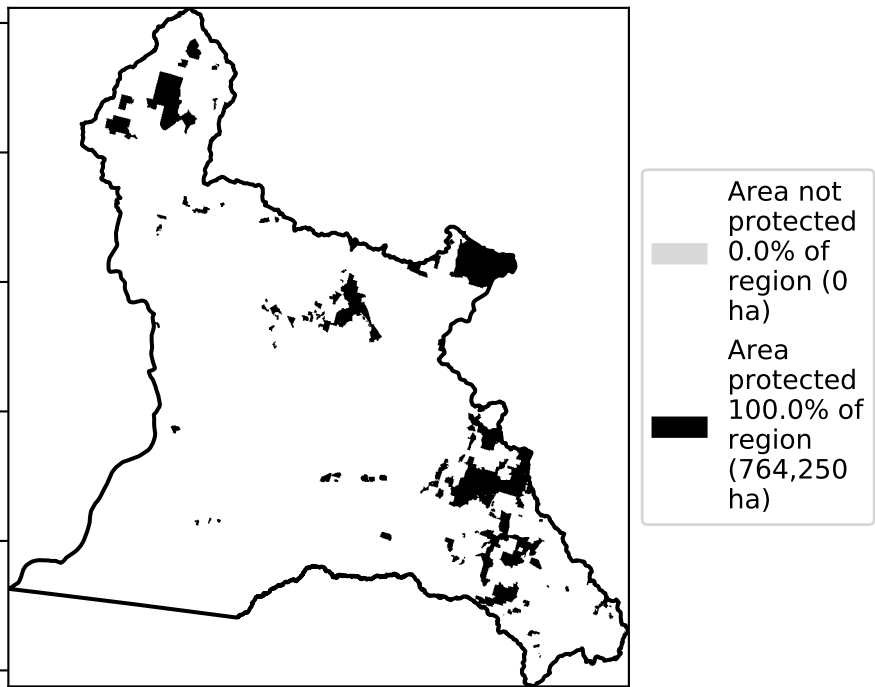 Area not
protected
0.0% of
region (0
ha)
Area
protected
100.0% of
region
(764,250
ha)